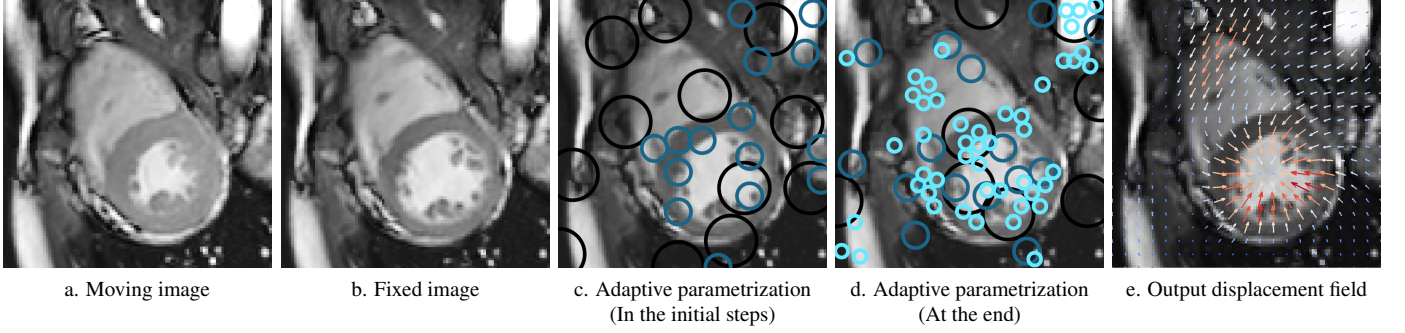 a. Moving image
b. Fixed image
c. Adaptive parametrization
(In the initial steps)
d. Adaptive parametrization
(At the end)
e. Output displacement field